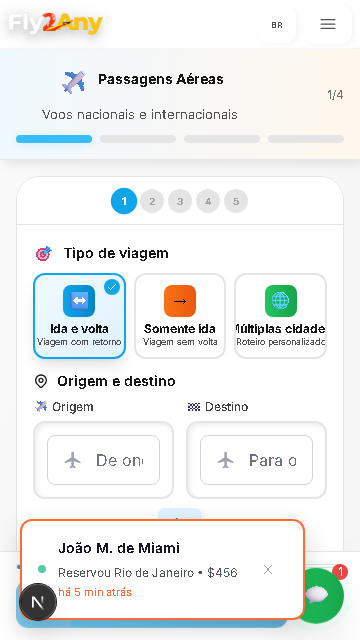 Fly2Any
BR
Passagens Aéreas
Voos nacionais e internacionais
1/4
1 2 3 4 5
Tipo de viagem
Ida e volta
Viagem com retorno
Somente ida
Viagem sem volta
Múltiplas cidade
Roteiro personalizado
Origem e destino
Origem
Destino
De ond
Para o
João M. de Miami
Reservou Rio de Janeiro • $456
há 5 min atrás
N
1